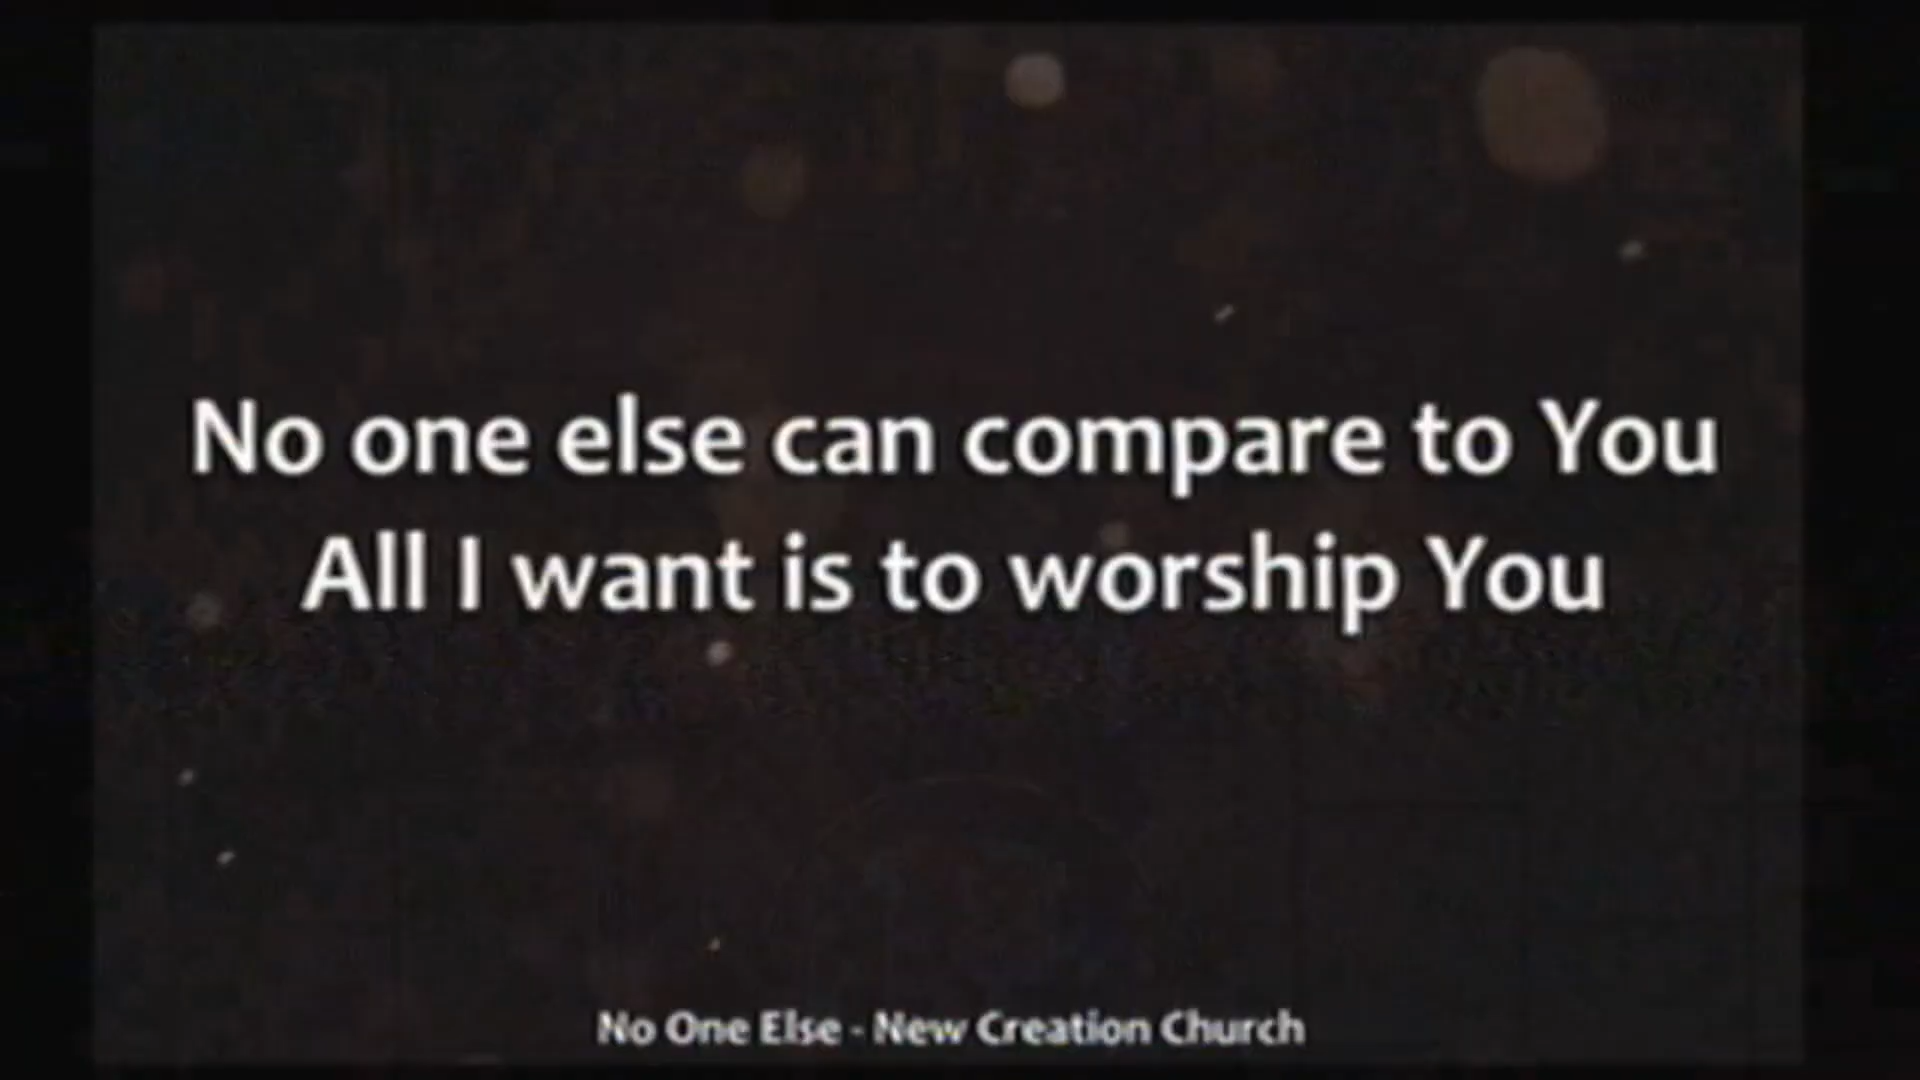 No one else can compare to You
All I want is to worship You
No One Else - New Creation Church